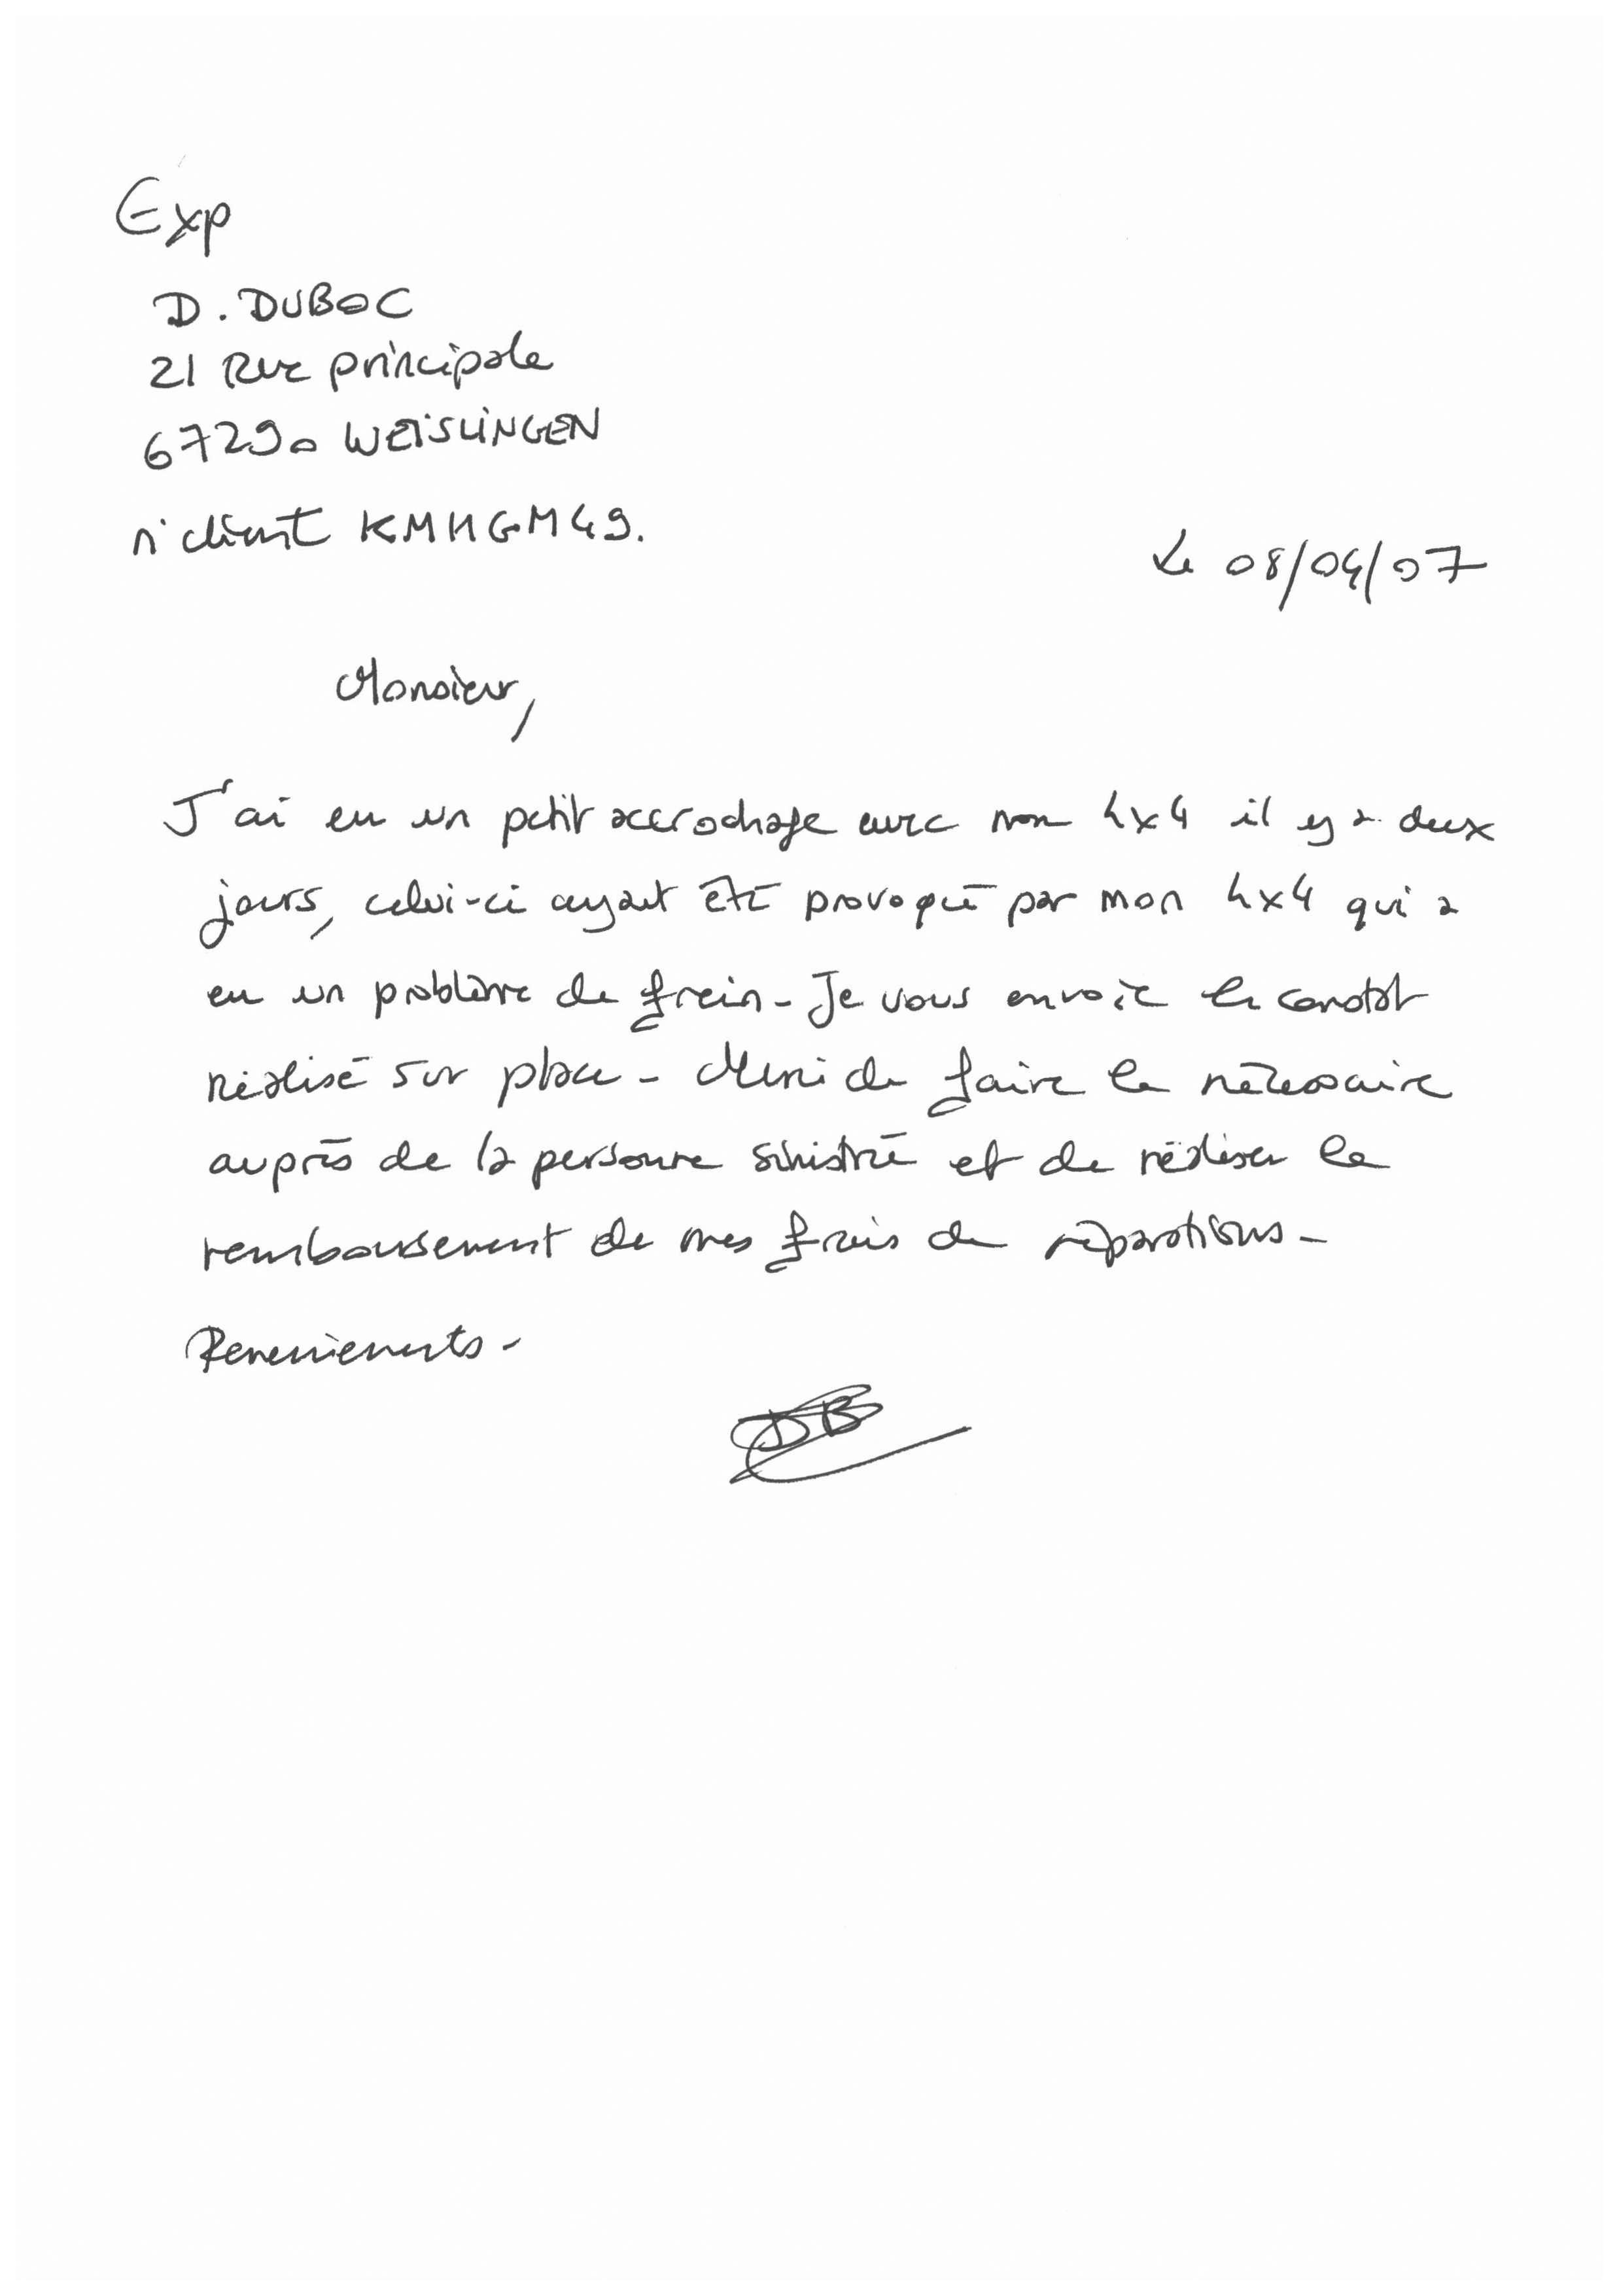 Exp
D. DUBOC
21 Rue principale
67290 WEISLINGEN
n° client KMHGM49.
Le 08/04/07
Monsieur,
J'ai eu un petit accrochage avec mon 4x4 il y a deux
jours, celui-ci ayant été provoqué par mon 4x4 qui a
eu un problème de frein - Je vous envoie le constat
réalisé sur place - Merci de faire le nécessaire
auprès de la personne sinistré et de réaliser le
remboursement de mes frais de réparations -
Remerciements -
DB